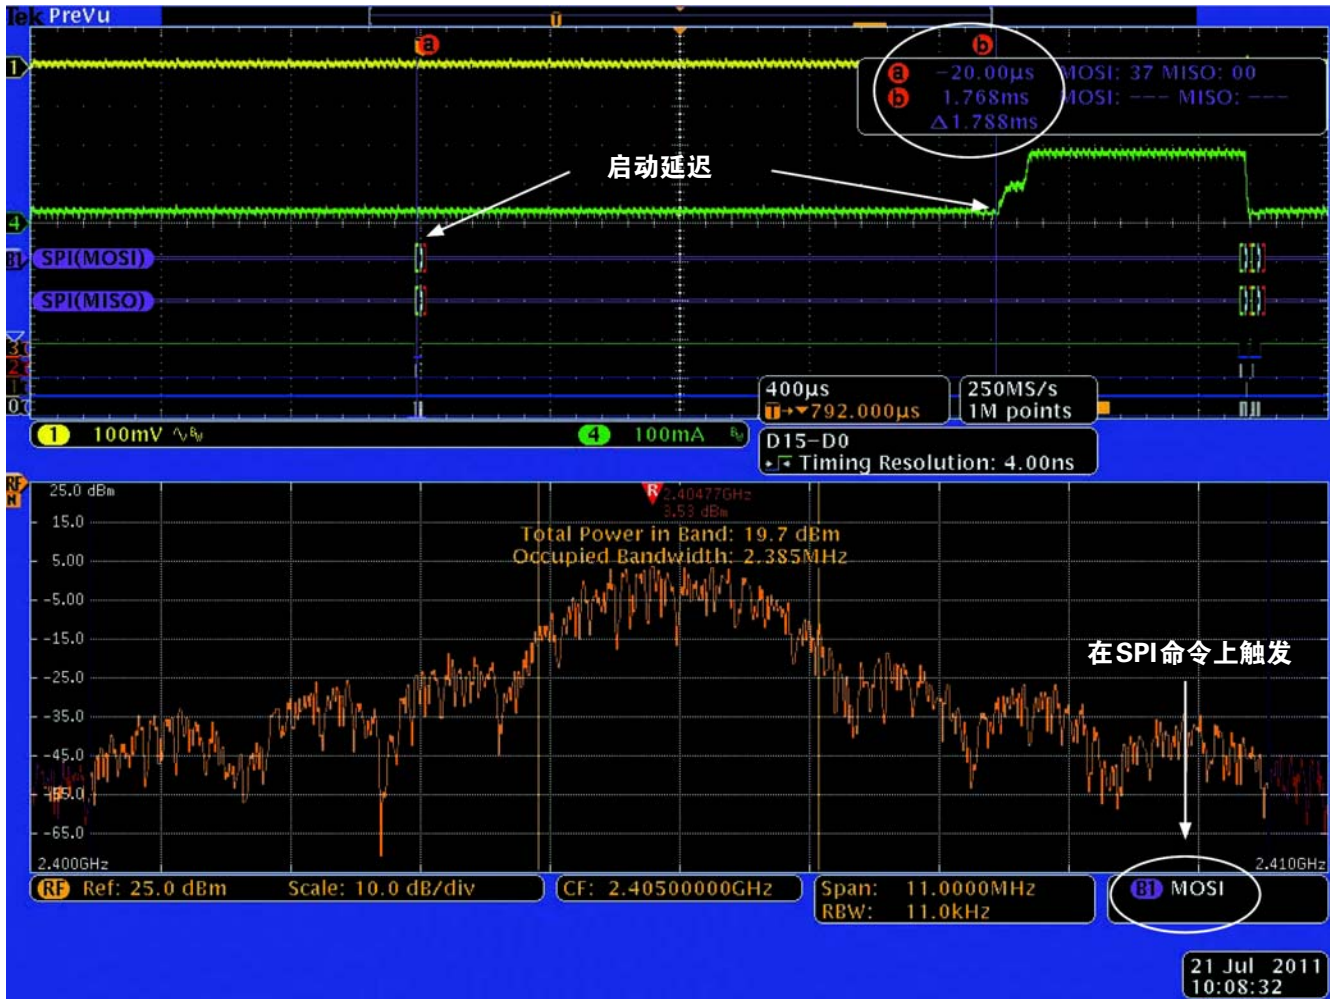 Tek PreVu
T
a
b
1
a -20.00µs MOSI: 37 MISO: 00
b 1.768ms MOSI: --- MISO: ---
Δ1.788ms
启动延迟
4
B1 SPI(MOSI)
SPI(MISO)
400µs
T→▼792.000µs
250MS/s
1M points
1 100mV
4 100mA
D15-D0
Timing Resolution: 4.00ns
25.0 dBm
R 2.40477GHz
3.53 dBm
15.0
Total Power in Band: 19.7 dBm
Occupied Bandwidth: 2.385MHz
5.00
-5.00
-15.0
在SPI命令上触发
-25.0
-35.0
-45.0
-55.0
-65.0
2.400GHz
2.410GHz
RF Ref: 25.0 dBm Scale: 10.0 dB/div
CF: 2.40500000GHz
Span: 11.0000MHz
RBW: 11.0kHz
B1 MOSI
21 Jul 2011
10:08:32